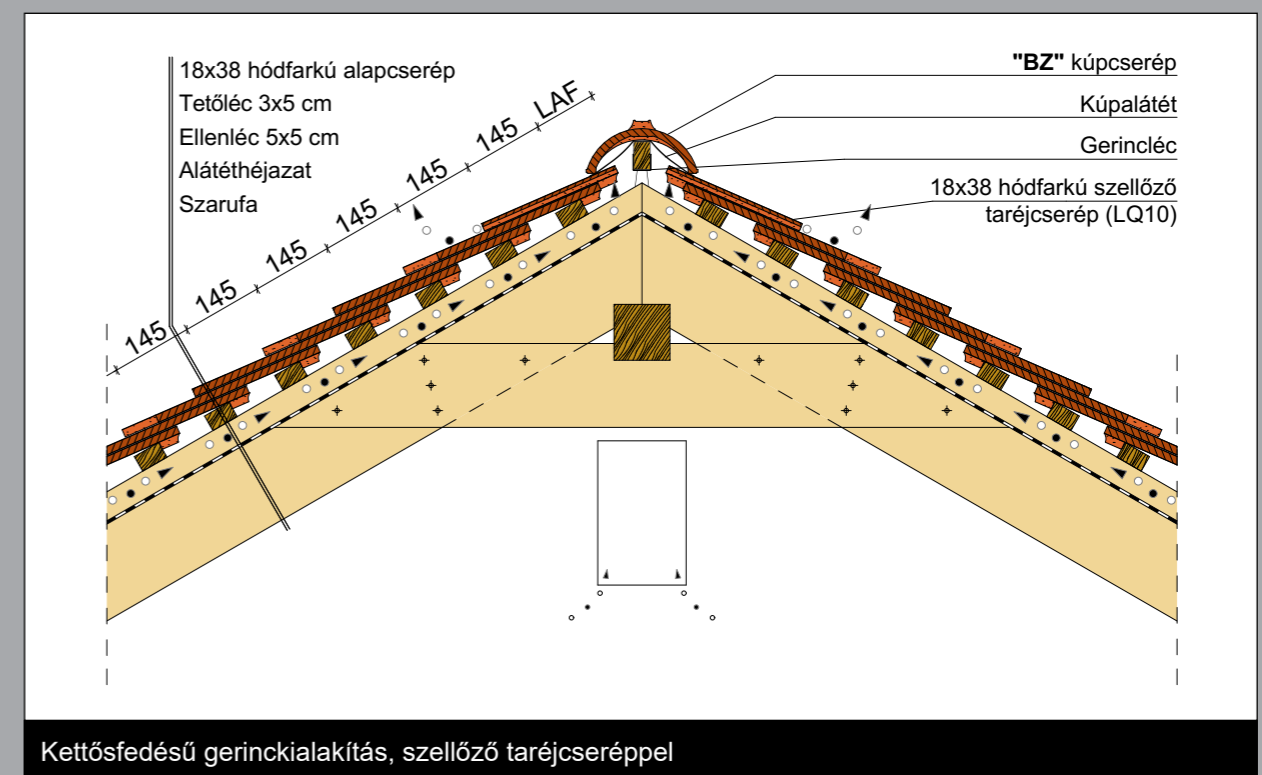 18x38 hódfarkú alapcserép
Tetőléc 3x5 cm
Ellenléc 5x5 cm
Alátéthéjazat
Szarufa
145
145
145
145
145
145
LAF
"BZ" kúpcserép
Kúpalátét
Gerincléc
18x38 hódfarkú szellőző
taréjcserép (LQ10)
Kettősfedésű gerinckialakítás, szellőző taréjcseréppel